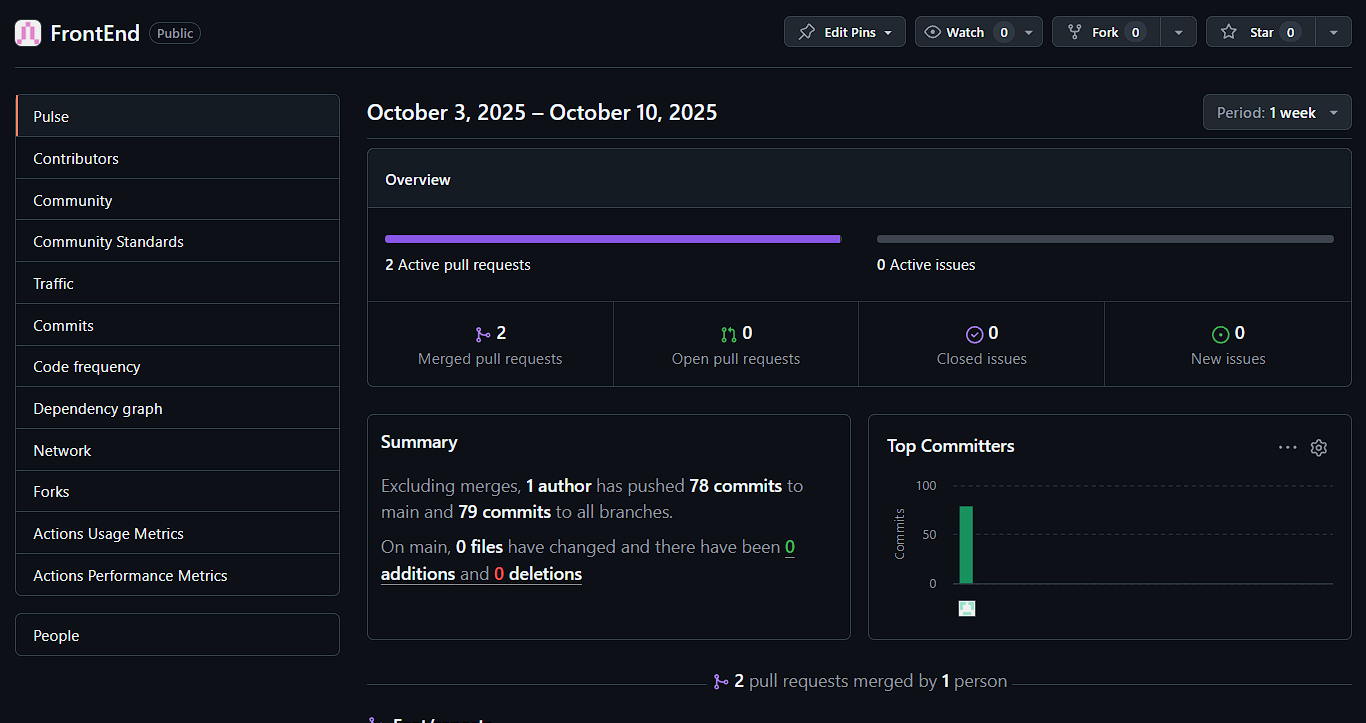 FrontEnd Public
Edit Pins
Watch 0
Fork 0
Star 0
Pulse
Contributors
Community
Community Standards
Traffic
Commits
Code frequency
Dependency graph
Network
Forks
Actions Usage Metrics
Actions Performance Metrics
People
October 3, 2025 – October 10, 2025
Period: 1 week
Overview
2 Active pull requests
0 Active issues
2
Merged pull requests
0
Open pull requests
0
Closed issues
0
New issues
Summary
Excluding merges, 1 author has pushed 78 commits to
main and 79 commits to all branches.
On main, 0 files have changed and there have been 0
additions and 0 deletions
Top Committers
100
50
0
Commits
2 pull requests merged by 1 person